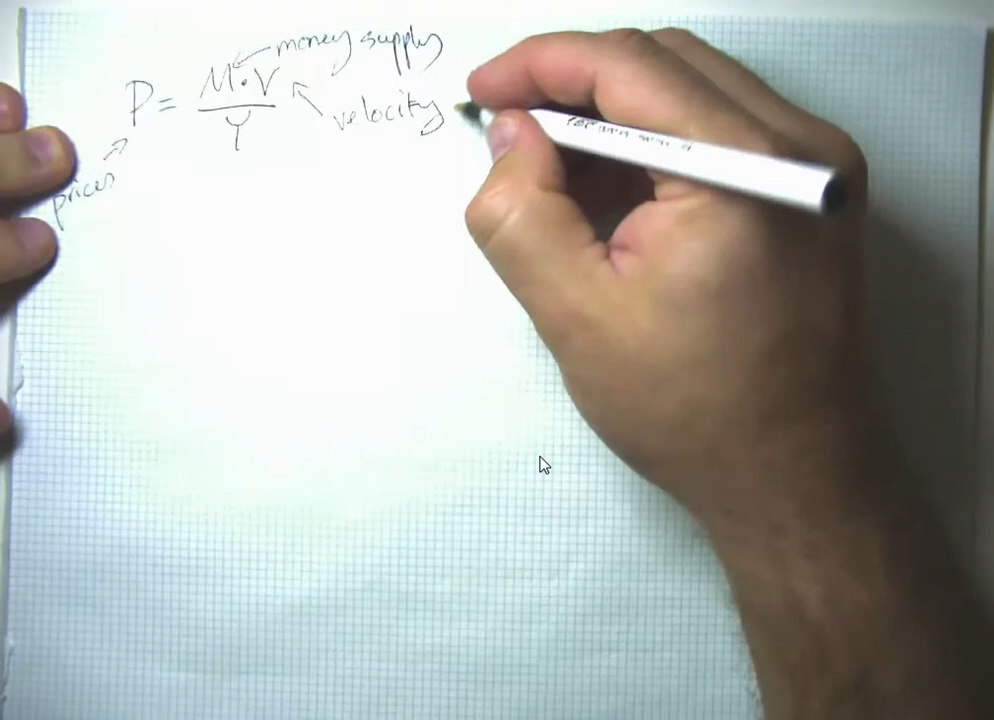 money supply
P = M · V
Y
velocity
prices